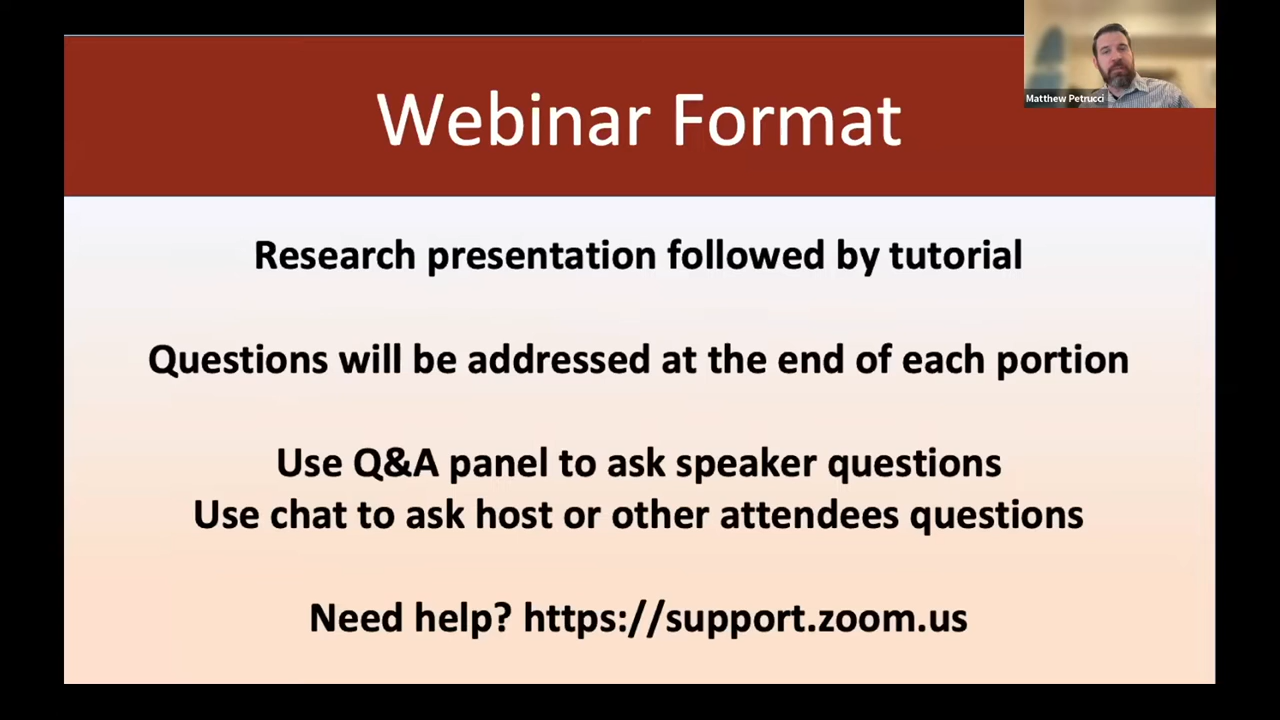 Webinar Format
Matthew Petrucci
Research presentation followed by tutorial
Questions will be addressed at the end of each portion
Use Q&A panel to ask speaker questions
Use chat to ask host or other attendees questions
Need help? https://support.zoom.us